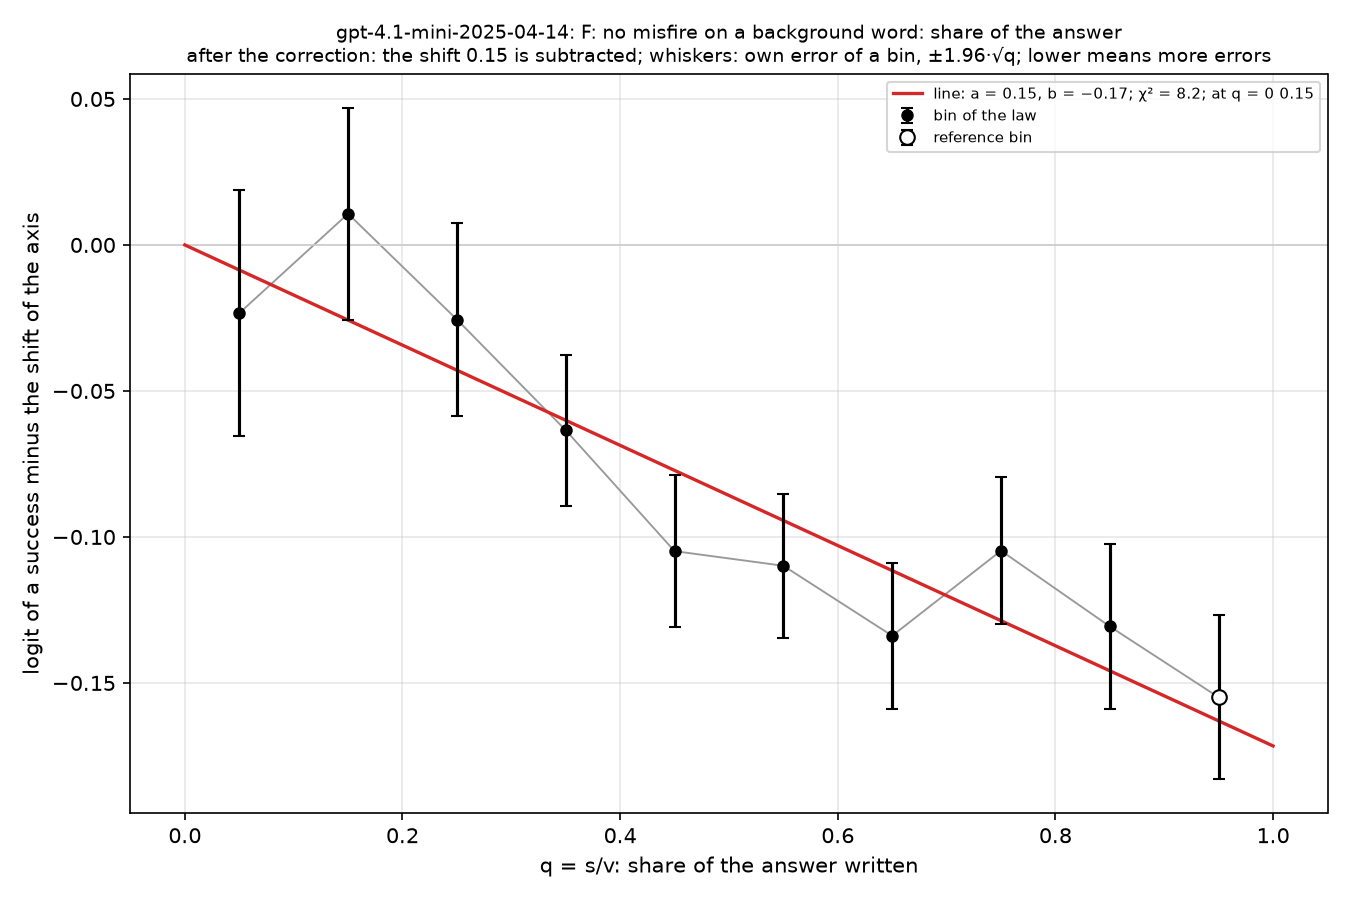 gpt-4.1-mini-2025-04-14: F: no misfire on a background word: share of the answer
after the correction: the shift 0.15 is subtracted; whiskers: own error of a bin, ±1.96·√q; lower means more errors
line: a = 0.15, b = −0.17; χ² = 8.2; at q = 0 0.15
bin of the law
reference bin
logit of a success minus the shift of the axis
0.05
0.00
−0.05
−0.10
−0.15
0.0 0.2 0.4 0.6 0.8 1.0
q = s/v: share of the answer written